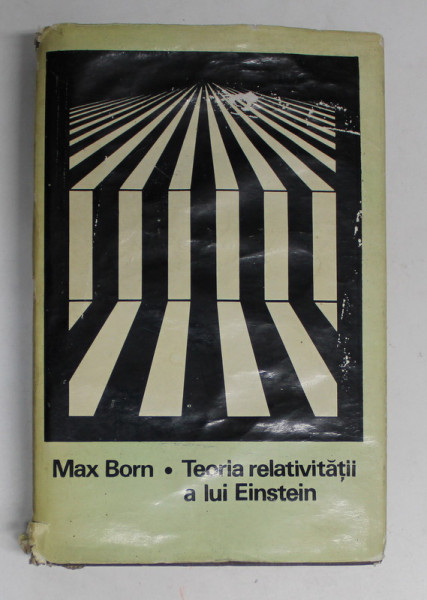 Max Born • Teoria relativității
a lui Einstein